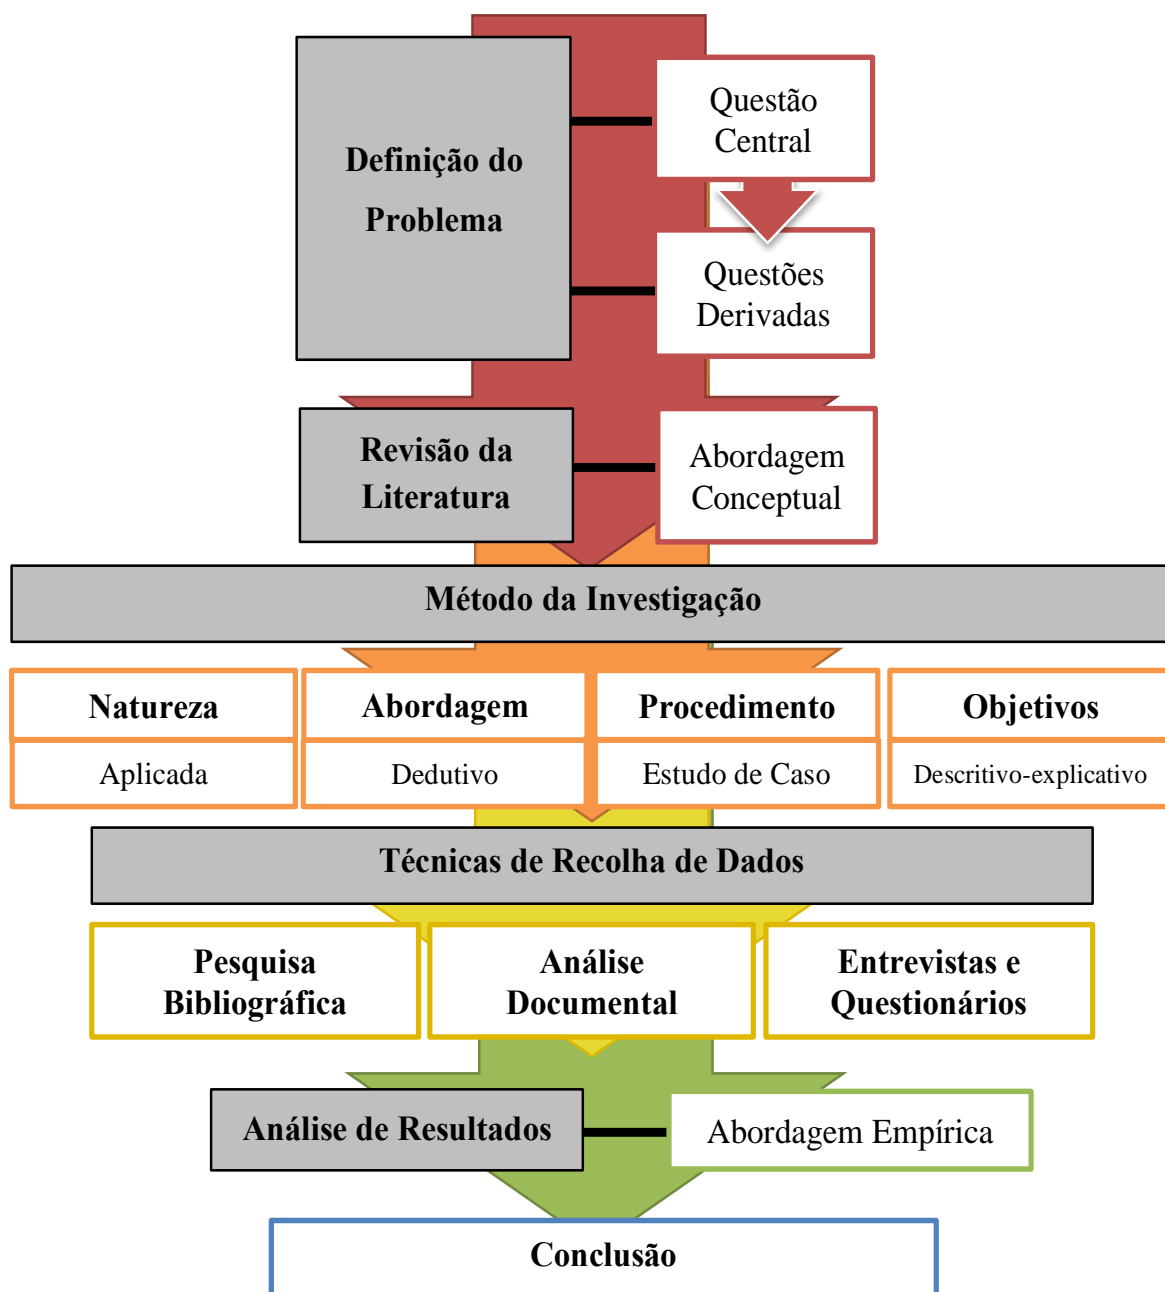 Definição do
Problema
Questão
Central
Questões
Derivadas
Revisão da
Literatura
Abordagem
Conceptual
Método da Investigação
Natureza
Abordagem
Procedimento
Objetivos
Aplicada
Dedutivo
Estudo de Caso
Descritivo-explicativo
Técnicas de Recolha de Dados
Pesquisa
Bibliográfica
Análise
Documental
Entrevistas e
Questionários
Análise de Resultados
Abordagem Empírica
Conclusão